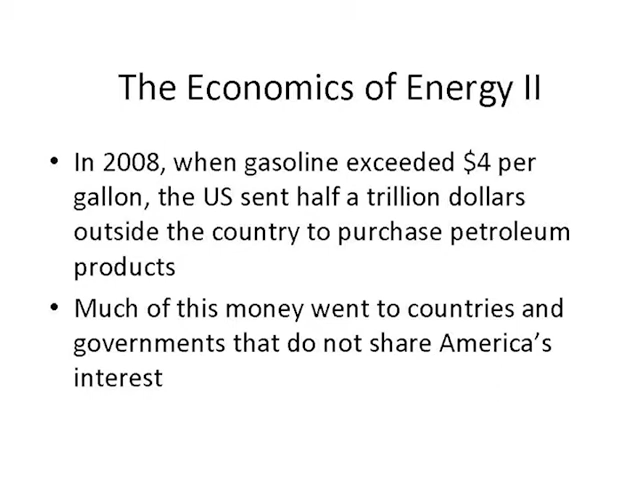 The Economics of Energy II
• In 2008, when gasoline exceeded $4 per
gallon, the US sent half a trillion dollars
outside the country to purchase petroleum
products
• Much of this money went to countries and
governments that do not share America’s
interest